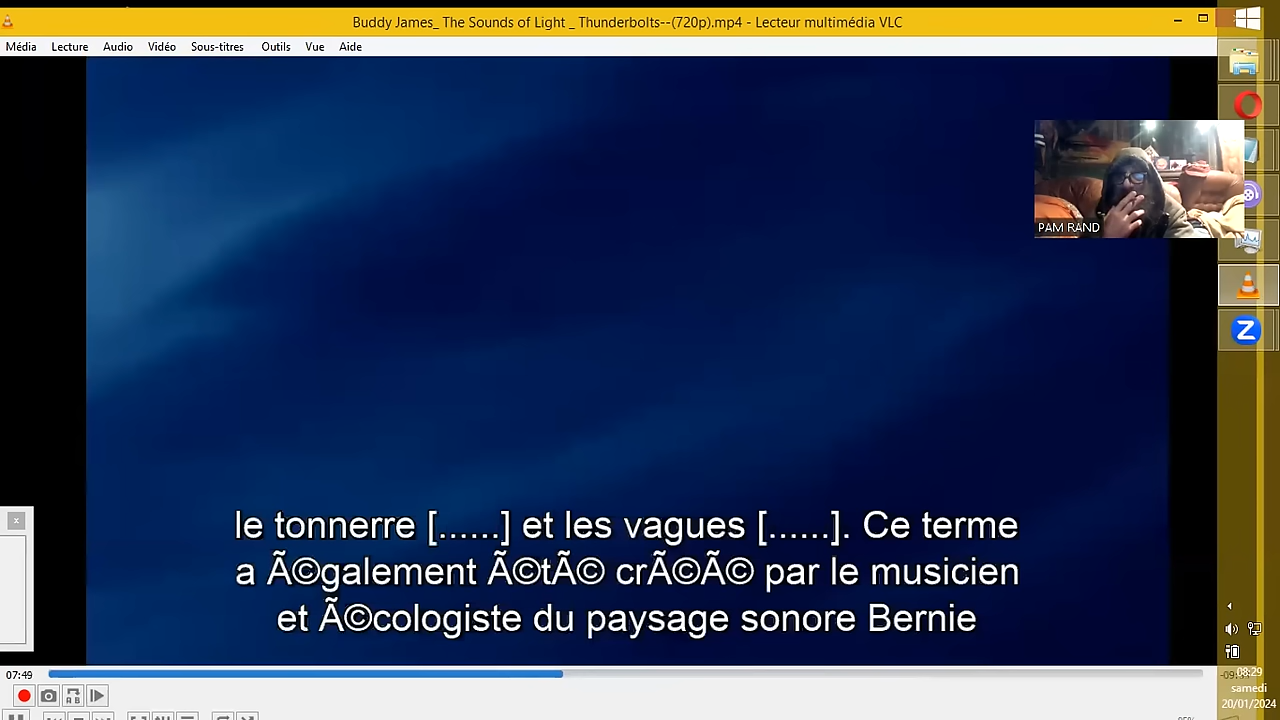 Buddy James_ The Sounds of Light _ Thunderbolts--(720p).mp4 - Lecteur multimédia VLC
Média Lecture Audio Vidéo Sous-titres Outils Vue Aide
PAM RAND
Z
x
le tonnerre [......] et les vagues [......]. Ce terme
a Ã©galement Ã©tÃ© crÃ©Ã© par le musicien
et Ã©cologiste du paysage sonore Bernie
07:49
08:29
samedi
20/01/2024